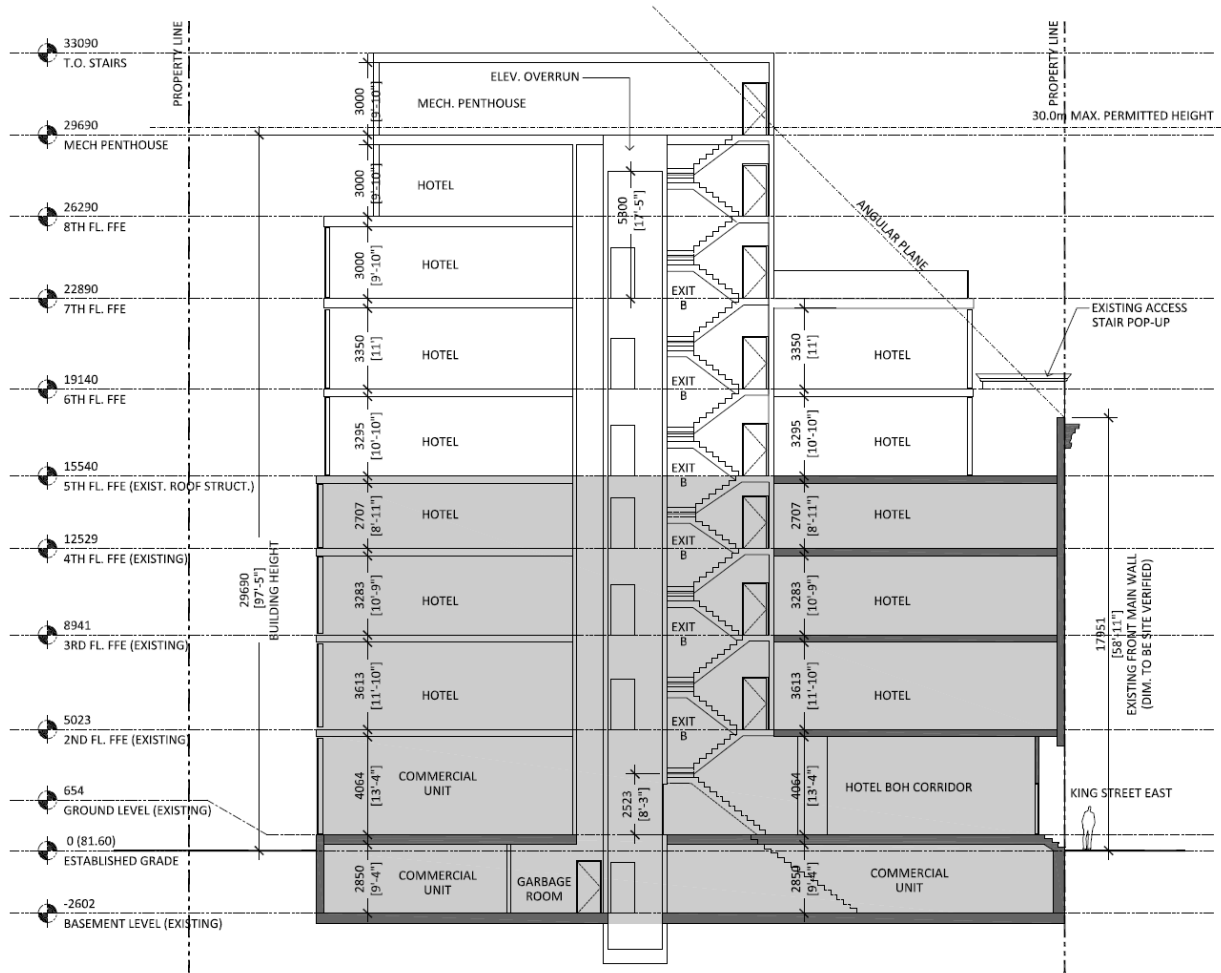 PROPERTY LINE
PROPERTY LINE
33090
T.O. STAIRS
ELEV. OVERRUN
MECH. PENTHOUSE
3000
[9'-10"]
30.0m MAX. PERMITTED HEIGHT
29690
MECH PENTHOUSE
3000
[9'-10"]
HOTEL
5300
[17'-5"]
ANGULAR PLANE
26290
8TH FL. FFE
3000
[9'-10"]
HOTEL
EXIT
B
22890
7TH FL. FFE
EXISTING ACCESS
STAIR POP-UP
3350
[11']
HOTEL
3350
[11']
HOTEL
EXIT
B
19140
6TH FL. FFE
3295
[10'-10"]
HOTEL
3295
[10'-10"]
HOTEL
EXIT
B
15540
5TH FL. FFE (EXIST. ROOF STRUCT.)
2707
[8'-11"]
HOTEL
2707
[8'-11"]
HOTEL
EXIT
B
12529
4TH FL. FFE (EXISTING)
29690
[97'-5"]
BUILDING HEIGHT
3283
[10'-9"]
HOTEL
3283
[10'-9"]
HOTEL
EXIT
B
17951
[58'-11"]
EXISTING FRONT MAIN WALL
(DIM. TO BE SITE VERIFIED)
8941
3RD FL. FFE (EXISTING)
3613
[11'-10"]
HOTEL
3613
[11'-10"]
HOTEL
EXIT
B
5023
2ND FL. FFE (EXISTING)
4064
[13'-4"]
COMMERCIAL
UNIT
2523
[8'-3"]
4064
[13'-4"]
HOTEL BOH CORRIDOR
KING STREET EAST
654
GROUND LEVEL (EXISTING)
0 (81.60)
ESTABLISHED GRADE
2850
[9'-4"]
COMMERCIAL
UNIT
GARBAGE
ROOM
2850
[9'-4"]
COMMERCIAL
UNIT
-2602
BASEMENT LEVEL (EXISTING)